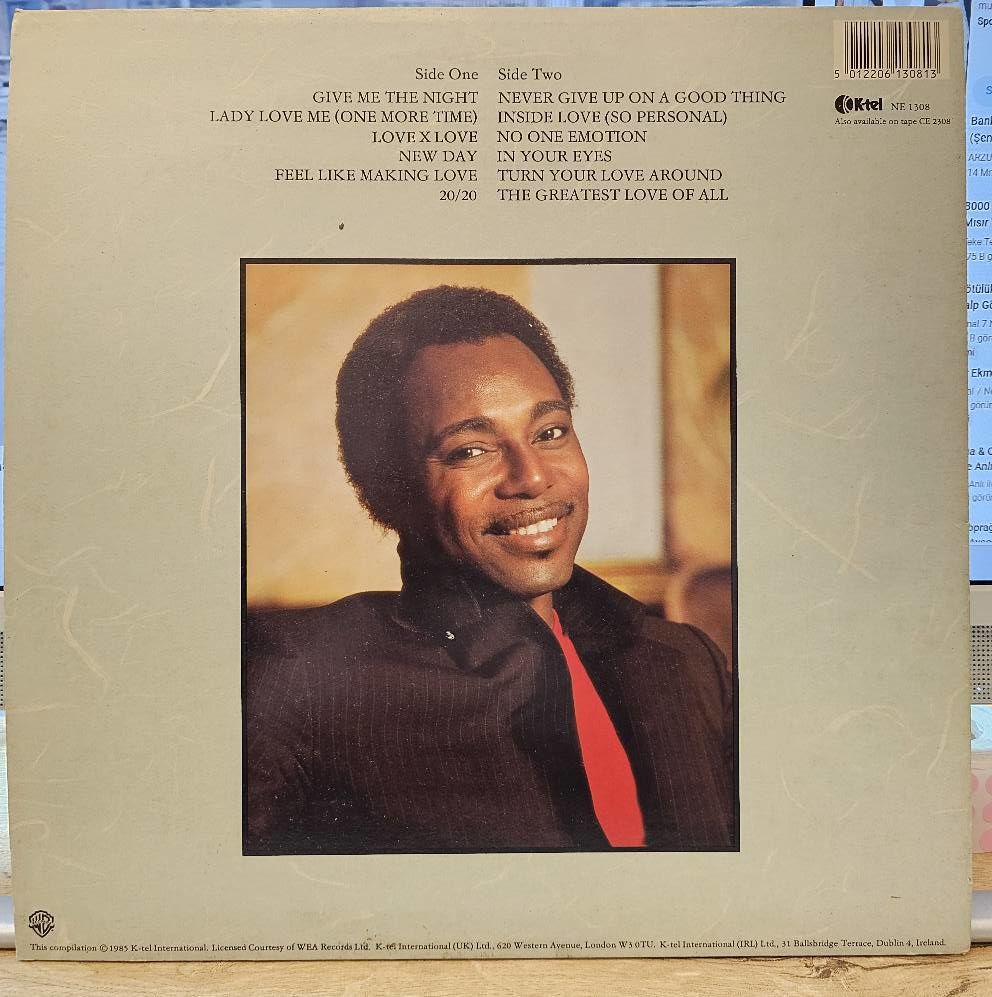 Side One
GIVE ME THE NIGHT
LADY LOVE ME (ONE MORE TIME)
LOVE X LOVE
NEW DAY
FEEL LIKE MAKING LOVE
20/20
Side Two
NEVER GIVE UP ON A GOOD THING
INSIDE LOVE (SO PERSONAL)
NO ONE EMOTION
IN YOUR EYES
TURN YOUR LOVE AROUND
THE GREATEST LOVE OF ALL
5 012206 130813
K-tel NE 1308
Also available on tape CE 2308
This compilation ©1985 K-tel International. Licensed Courtesy of WEA Records Ltd. K-tel International (UK) Ltd., 620 Western Avenue, London W3 0TU. K-tel International (IRL) Ltd., 31 Ballsbridge Terrace, Dublin 4, Ireland.